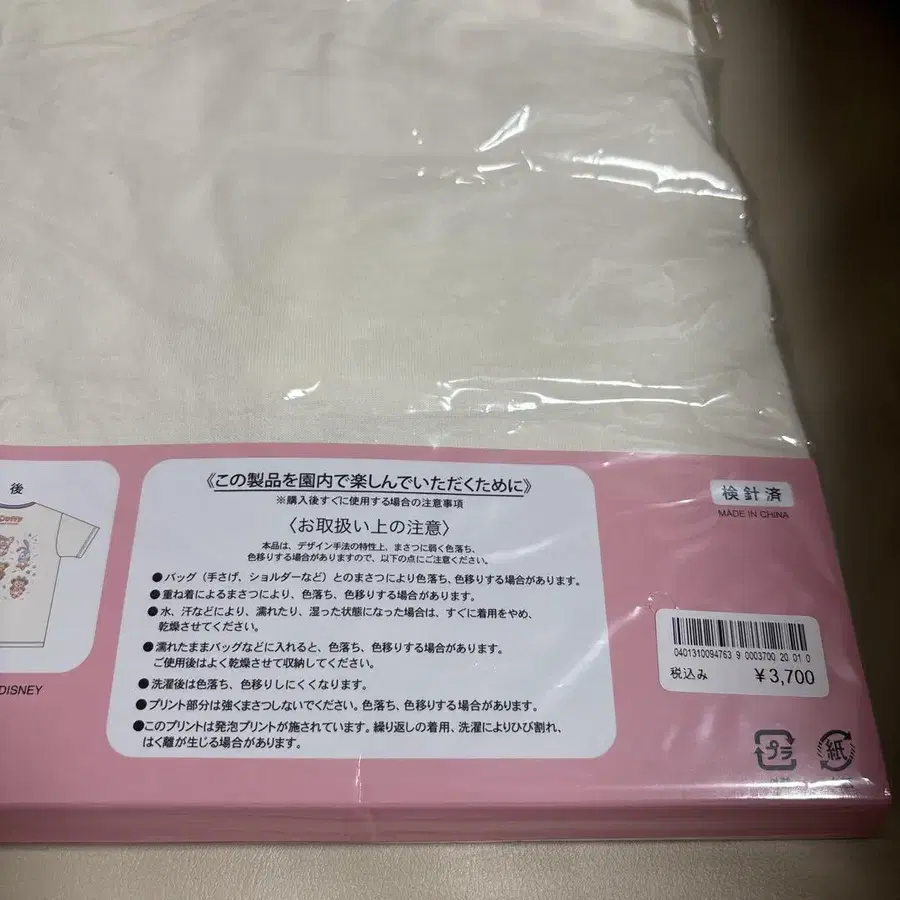 後
Duffy
DISNEY
《この製品を園内で楽しんでいただくために》
※購入後すぐに使用する場合の注意事項
〈お取扱い上の注意〉
本品は、デザイン手法の特性上、まさつに弱く色落ち、
色移りする場合がありますので、以下の点にご注意ください。
●バッグ（手さげ、ショルダーなど）とのまさつにより色落ち、色移りする場合があります。
●重ね着によるまさつにより、色落ち、色移りする場合があります。
●水、汗などにより、濡れたり、湿った状態になった場合は、すぐに着用をやめ、
乾燥させてください。
●濡れたままバッグなどに入れると、色落ち、色移りする場合があります。
ご使用後はよく乾燥させて収納してください。
●洗濯後は色落ち、色移りしにくくなります。
●プリント部分は強くまさつしないでください。色落ち、色移りする場合があります。
●このプリントは発泡プリントが施されています。繰り返しの着用、洗濯によりひび割れ、
はく離が生じる場合があります。
検針済
MADE IN CHINA
0401310094763 9 0003700 20 01 0
税込み ¥3,700
プラ
紙